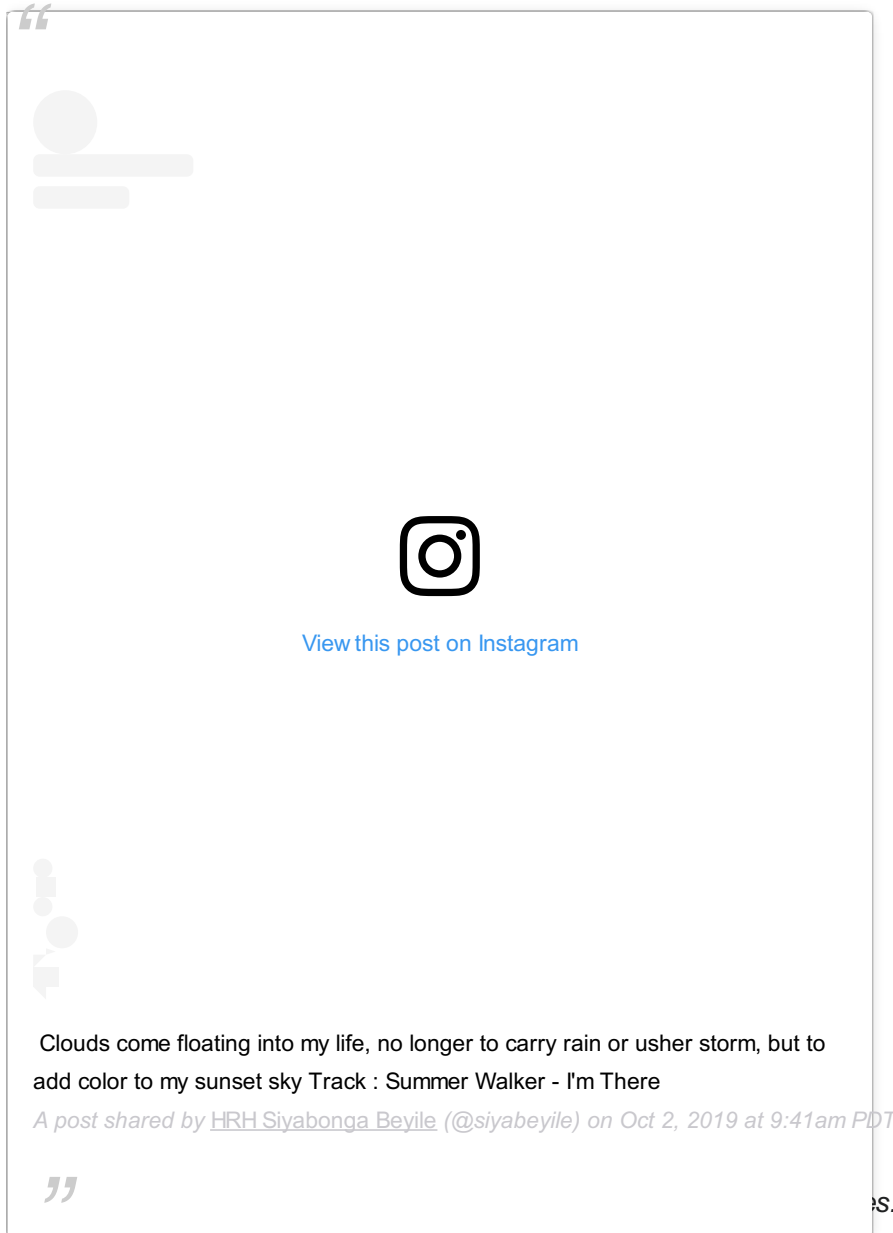 “
View this post on Instagram
Clouds come floating into my life, no longer to carry rain or usher storm, but to
add color to my sunset sky Track : Summer Walker - I'm There
A post shared by HRH Siyabonga Beyile (@siyabeyile) on Oct 2, 2019 at 9:41am PDT
”